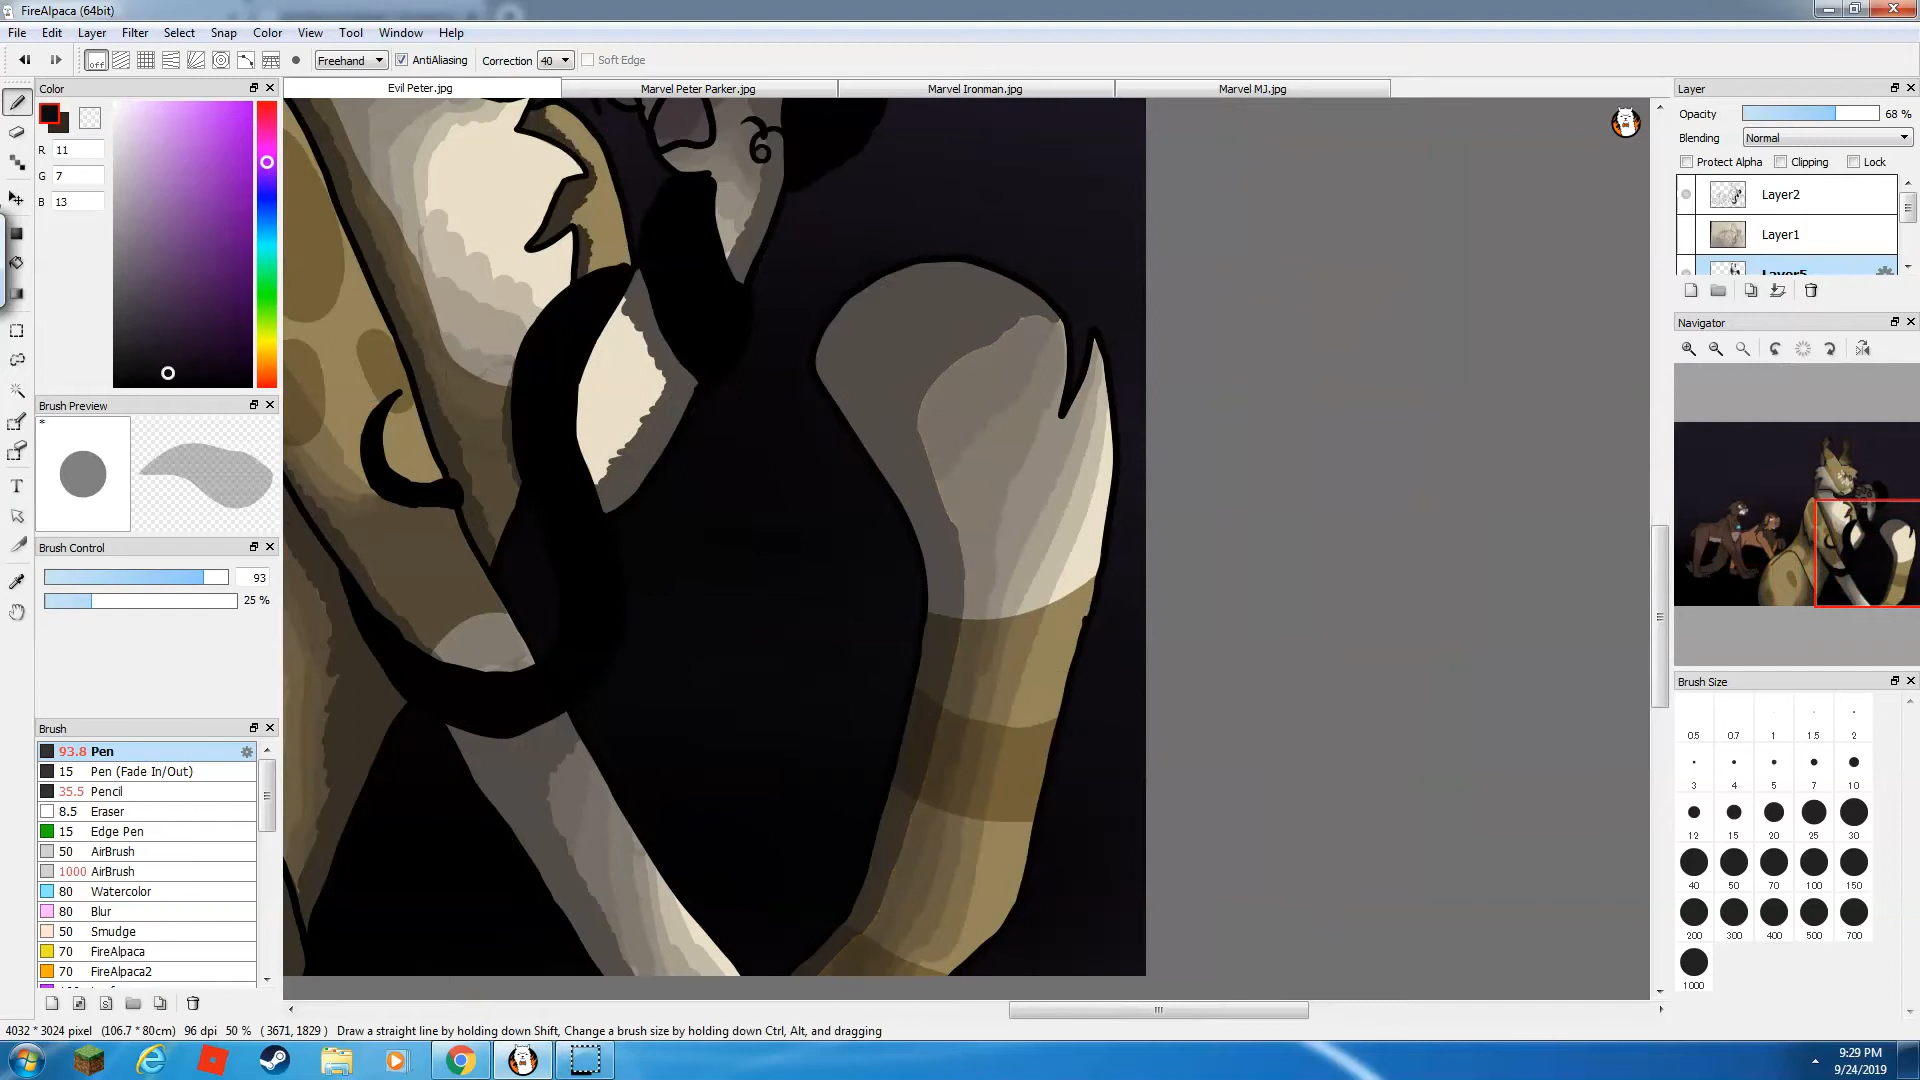 FireAlpaca (64bit)
File Edit Layer Filter Select Snap Color View Tool Window Help
off Freehand AntiAliasing Correction 40 Soft Edge
Color
Evil Peter.jpg Marvel Peter Parker.jpg Marvel Ironman.jpg Marvel MJ.jpg
Layer
R 11
G 7
B 13
Opacity 68 %
Blending Normal
Protect Alpha Clipping Lock
Layer2
Layer1
Layer5
Navigator
Brush Preview
*
Brush Control
93
25 %
Brush
93.8 Pen
15 Pen (Fade In/Out)
35.5 Pencil
8.5 Eraser
15 Edge Pen
50 AirBrush
1000 AirBrush
80 Watercolor
80 Blur
50 Smudge
70 FireAlpaca
70 FireAlpaca2
T
6
Brush Size
0.5 0.7 1 1.5 2
3 4 5 7 10
12 15 20 25 30
40 50 70 100 150
200 300 400 500 700
1000
4032 * 3024 pixel (106.7 * 80cm) 96 dpi 50 % ( 3671, 1829 ) Draw a straight line by holding down Shift, Change a brush size by holding down Ctrl, Alt, and dragging
9:29 PM
9/24/2019